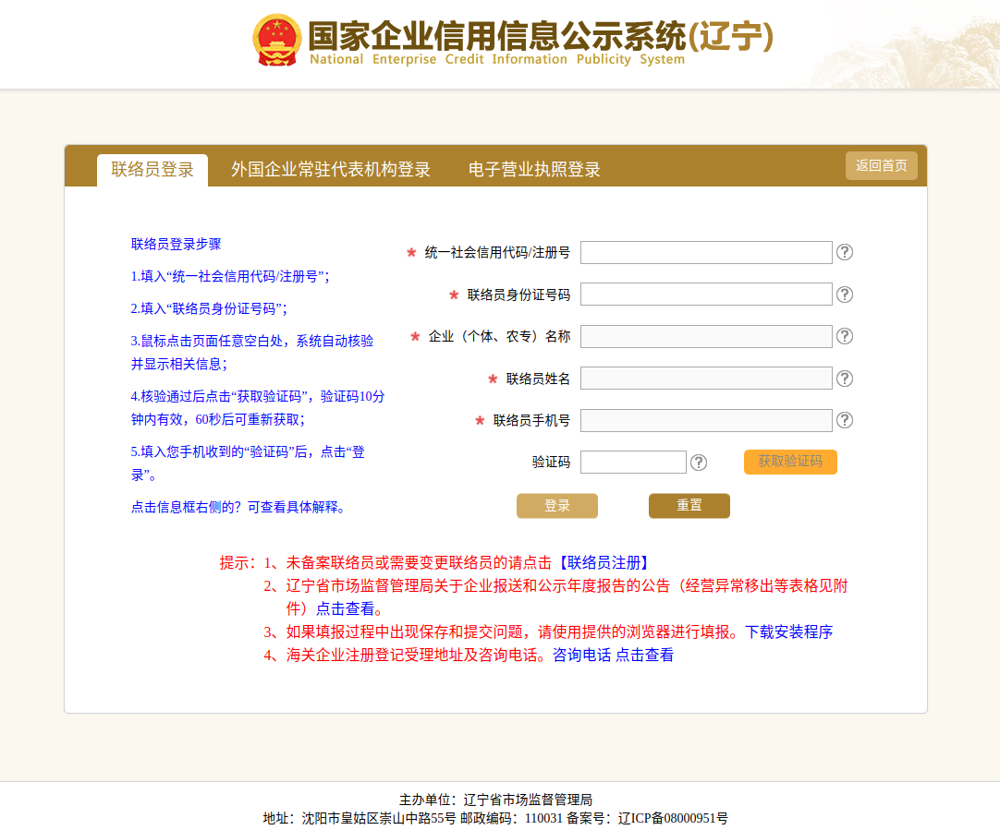 国家企业信用信息公示系统(辽宁)
National Enterprise Credit Information Publicity System
联络员登录 外国企业常驻代表机构登录 电子营业执照登录 返回首页
联络员登录步骤
1.填入“统一社会信用代码/注册号”；
2.填入“联络员身份证号码”；
3.鼠标点击页面任意空白处，系统自动核验
并显示相关信息；
4.核验通过后点击“获取验证码”，验证码10分
钟内有效，60秒后可重新获取；
5.填入您手机收到的“验证码”后，点击“登
录”。
点击信息框右侧的？可查看具体解释。
* 统一社会信用代码/注册号 ?
* 联络员身份证号码 ?
* 企业（个体、农专）名称 ?
* 联络员姓名 ?
* 联络员手机号 ?
验证码 ? 获取验证码
登录 重置
提示：1、未备案联络员或需要变更联络员的请点击【联络员注册】
2、辽宁省市场监督管理局关于企业报送和公示年度报告的公告（经营异常移出等表格见附
件）点击查看。
3、如果填报过程中出现保存和提交问题，请使用提供的浏览器进行填报。下载安装程序
4、海关企业注册登记受理地址及咨询电话。咨询电话 点击查看
主办单位：辽宁省市场监督管理局
地址：沈阳市皇姑区崇山中路55号 邮政编码：110031 备案号：辽ICP备08000951号